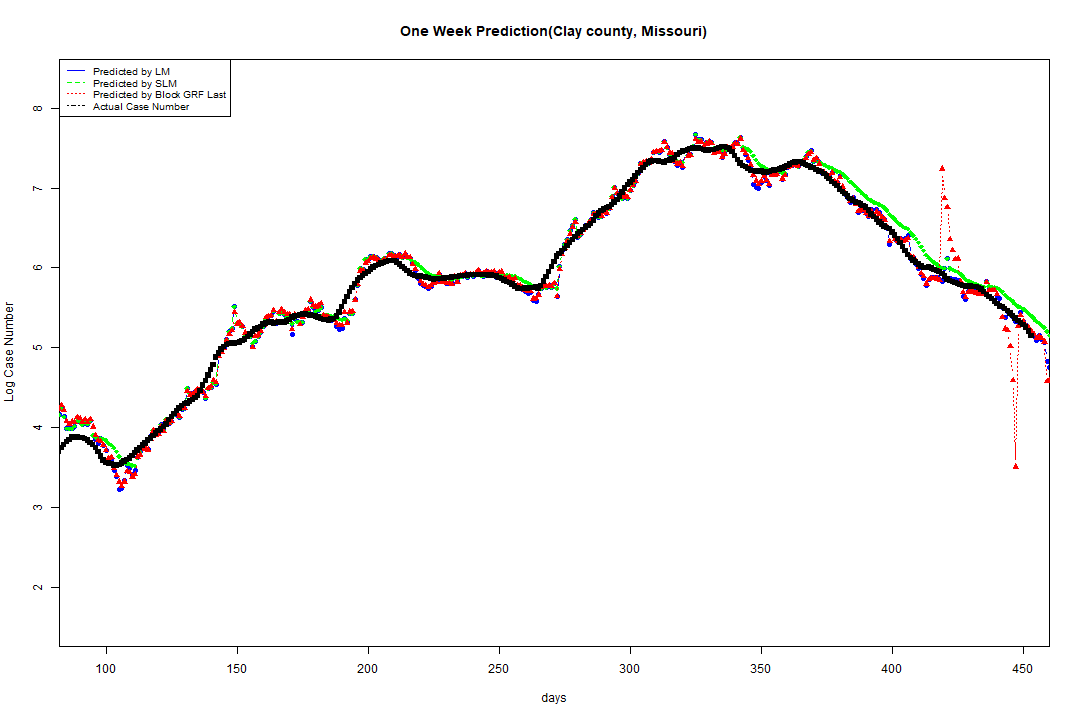 One Week Prediction(Clay county, Missouri)
Predicted by LM
Predicted by SLM
Predicted by Block GRF Last
Actual Case Number
8
7
6
5
4
3
2
Log Case Number
100 150 200 250 300 350 400 450
days